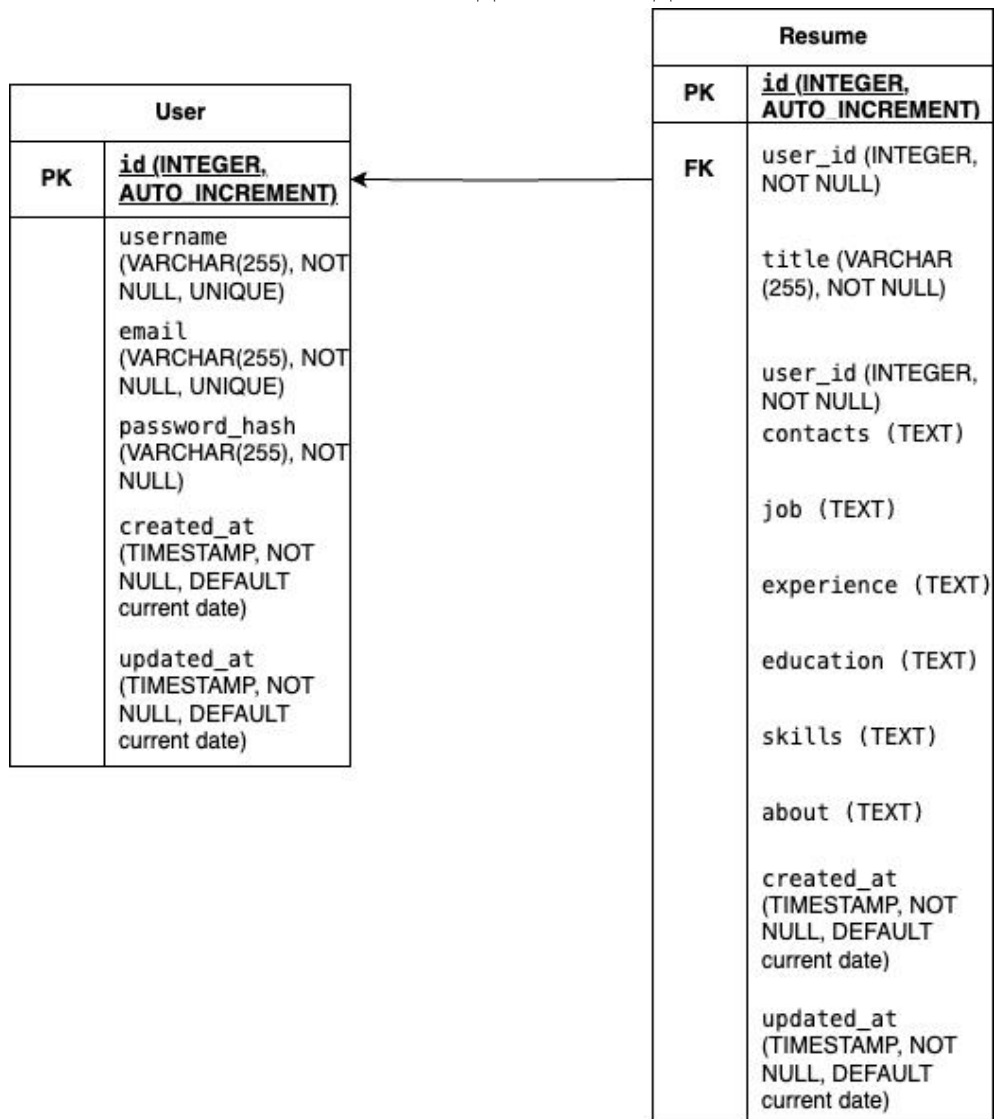 User
PK
id (INTEGER,
AUTO_INCREMENT)
username
(VARCHAR(255), NOT
NULL, UNIQUE)
email
(VARCHAR(255), NOT
NULL, UNIQUE)
password_hash
(VARCHAR(255), NOT
NULL)
created_at
(TIMESTAMP, NOT
NULL, DEFAULT
current date)
updated_at
(TIMESTAMP, NOT
NULL, DEFAULT
current date)
Resume
PK
id (INTEGER,
AUTO_INCREMENT)
FK
user_id (INTEGER,
NOT NULL)
title (VARCHAR
(255), NOT NULL)
user_id (INTEGER,
NOT NULL)
contacts (TEXT)
job (TEXT)
experience (TEXT)
education (TEXT)
skills (TEXT)
about (TEXT)
created_at
(TIMESTAMP, NOT
NULL, DEFAULT
current date)
updated_at
(TIMESTAMP, NOT
NULL, DEFAULT
current date)